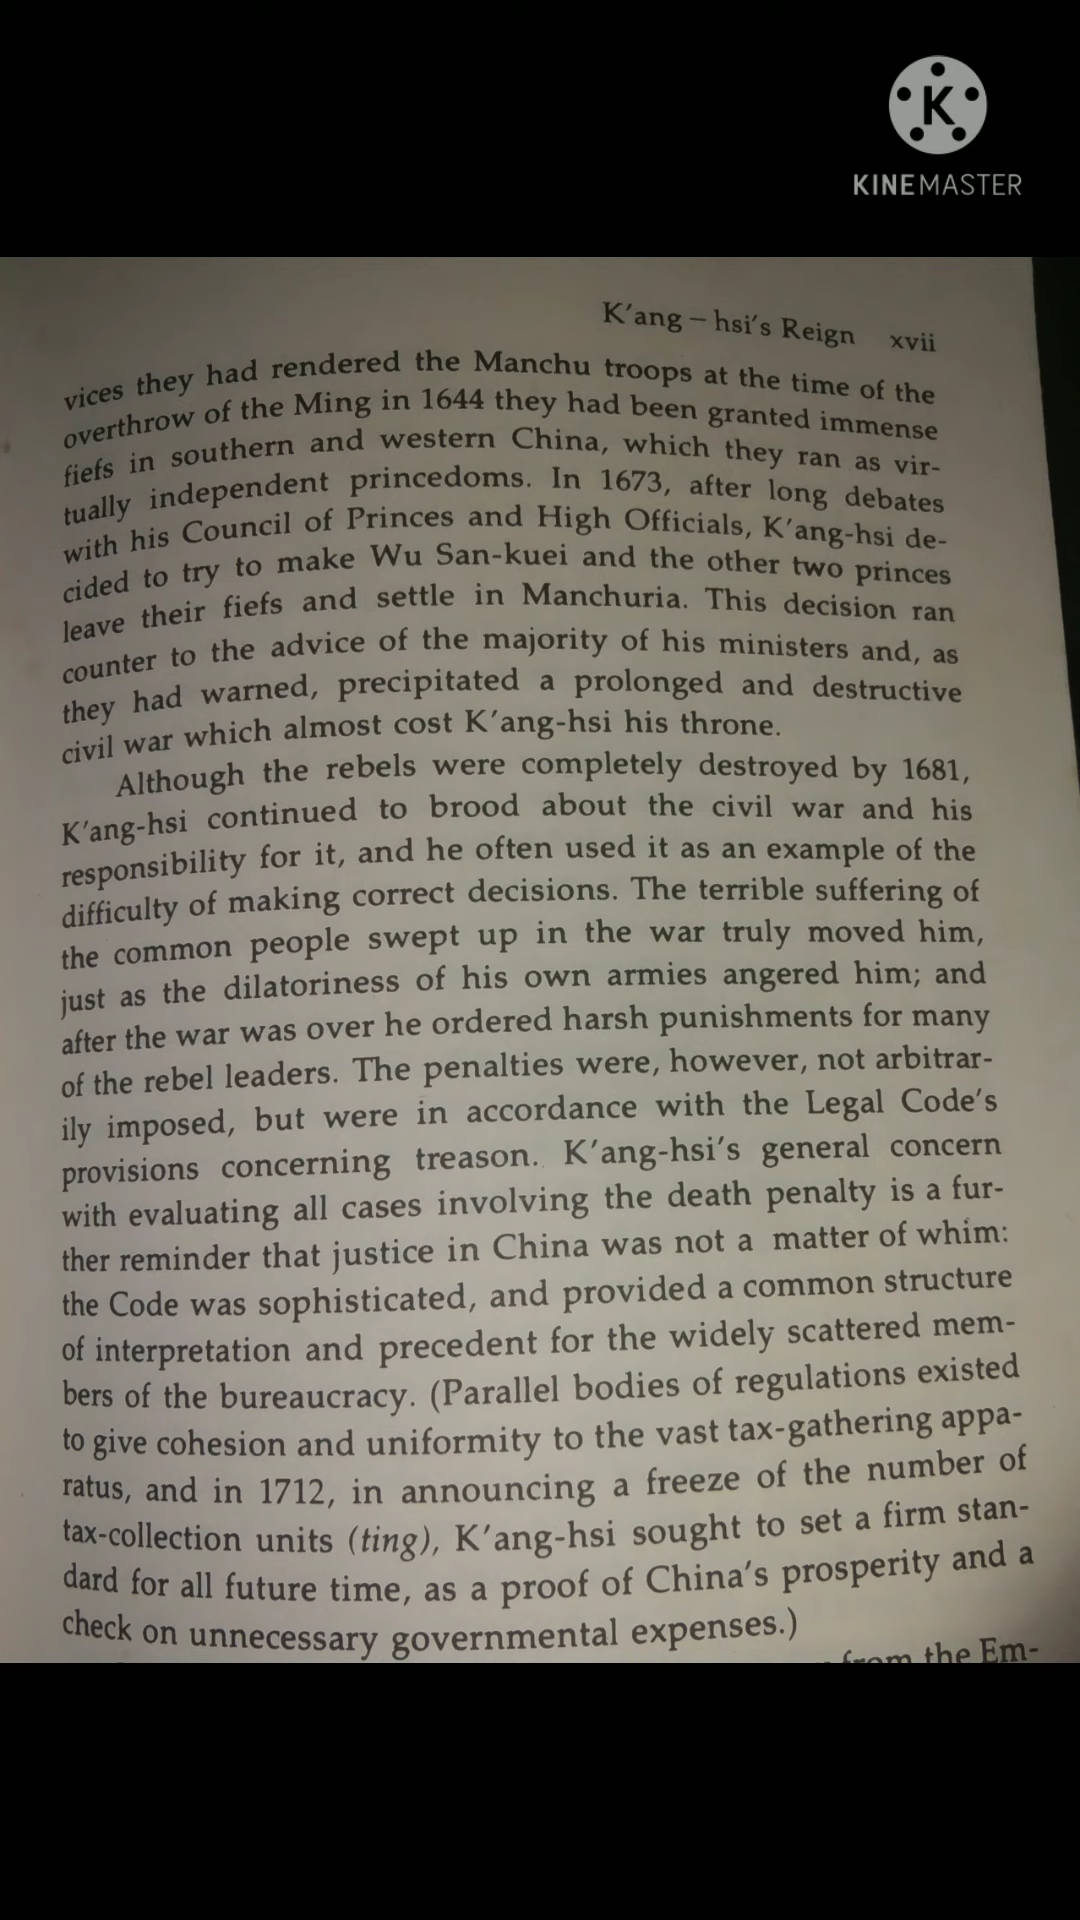 K
KINEMASTER
K'ang – hsi's Reign xvii
vices they had rendered the Manchu troops at the time of the
overthrow of the Ming in 1644 they had been granted immense
fiefs in southern and western China, which they ran as vir-
tually independent princedoms. In 1673, after long debates
with his Council of Princes and High Officials, K'ang-hsi de-
cided to try to make Wu San-kuei and the other two princes
leave their fiefs and settle in Manchuria. This decision ran
counter to the advice of the majority of his ministers and, as
they had warned, precipitated a prolonged and destructive
civil war which almost cost K'ang-hsi his throne.
Although the rebels were completely destroyed by 1681,
K'ang-hsi continued to brood about the civil war and his
responsibility for it, and he often used it as an example of the
difficulty of making correct decisions. The terrible suffering of
the common people swept up in the war truly moved him,
just as the dilatoriness of his own armies angered him; and
after the war was over he ordered harsh punishments for many
of the rebel leaders. The penalties were, however, not arbitrar-
ily imposed, but were in accordance with the Legal Code's
provisions concerning treason. K'ang-hsi's general concern
with evaluating all cases involving the death penalty is a fur-
ther reminder that justice in China was not a matter of whim:
the Code was sophisticated, and provided a common structure
of interpretation and precedent for the widely scattered mem-
bers of the bureaucracy. (Parallel bodies of regulations existed
to give cohesion and uniformity to the vast tax-gathering appa-
ratus, and in 1712, in announcing a freeze of the number of
tax-collection units (ting), K'ang-hsi sought to set a firm stan-
dard for all future time, as a proof of China's prosperity and a
check on unnecessary governmental expenses.)
from the Em-